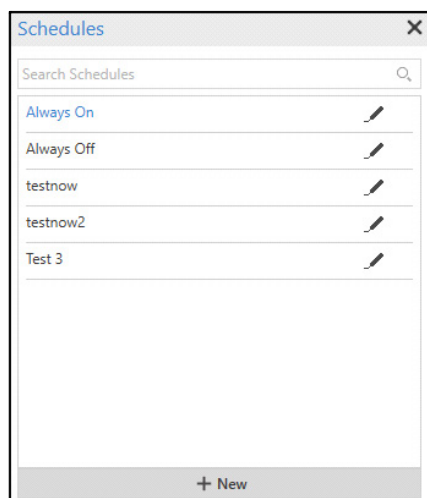 Schedules
Search Schedules
Always On
Always Off
testnow
testnow2
Test 3
New